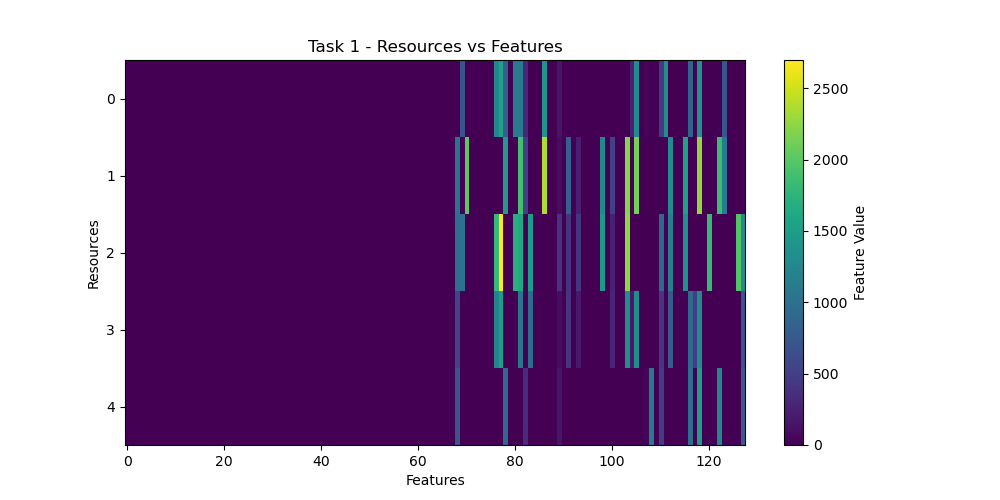 Task 1 - Resources vs Features
Resources
0
1
2
3
4
0 20 40 60 80 100 120
Features
2500
2000
1500
1000
500
0
Feature Value